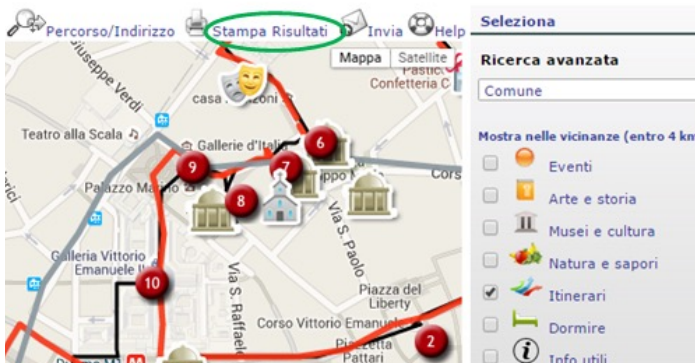 Percorso/Indirizzo
Stampa Risultati
Invia
Help
Mappa
Satellite
Giuseppe Verdi
casa
Pasticc
Confetteria C
Teatro alla Scala
Gallerie d'Italia
6
7
9
8
Palazzo Marino
Cors
Via S. Paolo
Galleria Vittorio
Emanuele II
10
Via S. Raffaele
Piazza del
Liberty
Corso Vittorio Emanuele
Piazzetta
Pattari
2
Seleziona
Ricerca avanzata
Comune
Mostra nelle vicinanze (entro 4 km
Eventi
Arte e storia
Musei e cultura
Natura e sapori
Itinerari
Dormire
Info utili